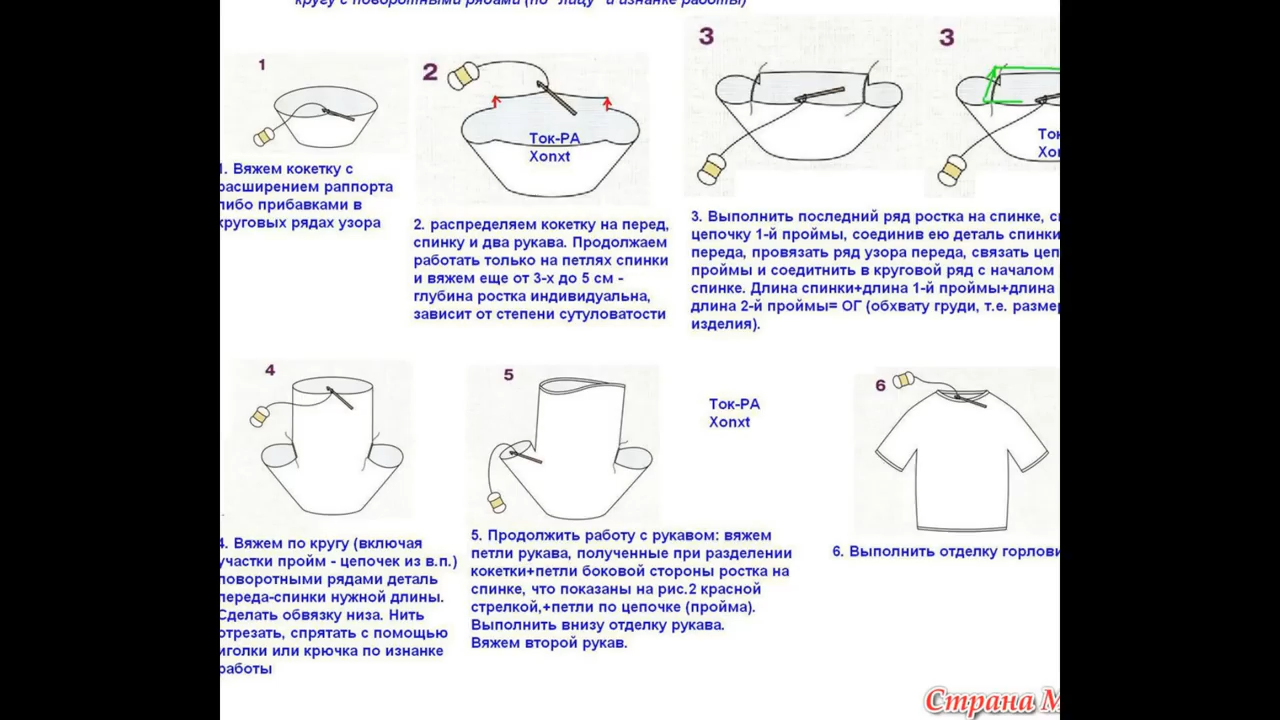 кругу с поворотными рядами (по "лицу" и изнанке работы)
1
2
3
3
Ток-РА
Xonxt
Ток
Xon
1. Вяжем кокетку с
расширением раппорта
либо прибавками в
круговых рядах узора
2. распределяем кокетку на перед,
спинку и два рукава. Продолжаем
работать только на петлях спинки
и вяжем еще от 3-х до 5 см -
глубина ростка индивидуальна,
зависит от степени сутуловатости
3. Выполнить последний ряд ростка на спинке,
цепочку 1-й проймы, соединив ею деталь спинки
переда, провязать ряд узора переда, связать цеп
проймы и соедитнить в круговой ряд с началом
спинке. Длина спинки+длина 1-й проймы+длина
длина 2-й проймы= ОГ (обхвату груди, т.е. разме
изделия).
4
5
6
Ток-РА
Xonxt
4. Вяжем по кругу (включая
участки пройм - цепочек из в.п.)
поворотными рядами деталь
переда-спинки нужной длины.
Сделать обвязку низа. Нить
отрезать, спрятать с помощью
иголки или крючка по изнанке
работы
5. Продолжить работу с рукавом: вяжем
петли рукава, полученные при разделении
кокетки+петли боковой стороны ростка на
спинке, что показаны на рис.2 красной
стрелкой,+петли по цепочке (пройма).
Выполнить внизу отделку рукава.
Вяжем второй рукав.
6. Выполнить отделку горлови
Страна М